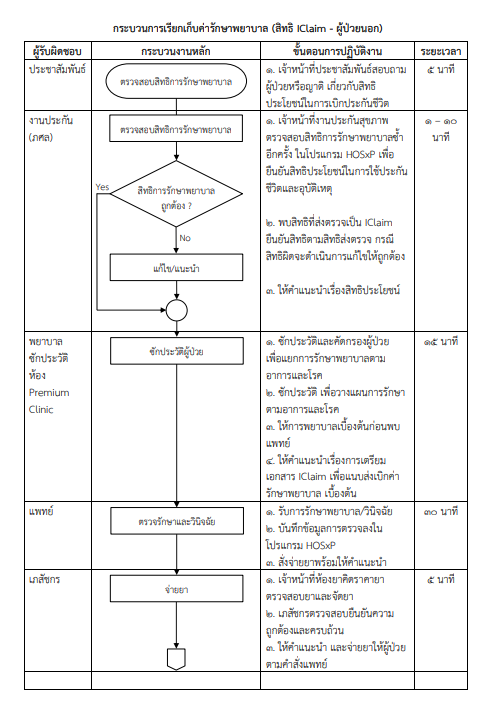 กระบวนการเรียกเก็บค่ารักษาพยาบาล (สิทธิ IClaim - ผู้ป่วยนอก)
ผู้รับผิดชอบ กระบวนงานหลัก ขั้นตอนการปฏิบัติงาน ระยะเวลา
ประชาสัมพันธ์
ตรวจสอบสิทธิการรักษาพยาบาล
๑. เจ้าหน้าที่ประชาสัมพันธ์สอบถาม
ผู้ป่วยหรือญาติ เกี่ยวกับสิทธิ
ประโยชน์ในการเบิกประกันชีวิต
๕ นาที
งานประกัน
(ภคล)
ตรวจสอบสิทธิการรักษาพยาบาล
Yes
สิทธิการรักษาพยาบาล
ถูกต้อง ?
No
แก้ไข/แนะนำ
๑. เจ้าหน้าที่งานประกันสุขภาพ
ตรวจสอบสิทธิการรักษาพยาบาลซ้ำ
อีกครั้ง ในโปรแกรม HOSxP เพื่อ
ยืนยันสิทธิประโยชน์ในการใช้ประกัน
ชีวิตและอุบัติเหตุ
๒. พบสิทธิที่ส่งตรวจเป็น IClaim
ยืนยันสิทธิตามสิทธิส่งตรวจ กรณี
สิทธิผิดจะดำเนินการแก้ไขให้ถูกต้อง
๓. ให้คำแนะนำเรื่องสิทธิประโยชน์
๑ – ๑๐
นาที
พยาบาล
ซักประวัติ
ห้อง
Premium
Clinic
ซักประวัติผู้ป่วย
๑. ซักประวัติและคัดกรองผู้ป่วย
เพื่อแยกการรักษาพยาบาลตาม
อาการและโรค
๒. ซักประวัติ เพื่อวางแผนการรักษา
ตามอาการและโรค
๓. ให้การพยาบาลเบื้องต้นก่อนพบ
แพทย์
๔. ให้คำแนะนำเรื่องการเตรียม
เอกสาร IClaim เพื่อแนบส่งเบิกค่า
รักษาพยาบาล เบื้องต้น
๑๕ นาที
แพทย์
ตรวจรักษาและวินิจฉัย
๑. รับการรักษาพยาบาล/วินิจฉัย
๒. บันทึกข้อมูลการตรวจลงใน
โปรแกรม HOSxP
๓. สั่งจ่ายยาพร้อมให้คำแนะนำ
๓๐ นาที
เภสัชกร
จ่ายยา
๑. เจ้าหน้าที่ห้องยาคิดราคายา
ตรวจสอบยาและจัดยา
๒. เภสัชกรตรวจสอบยืนยันความ
ถูกต้องและครบถ้วน
๓. ให้คำแนะนำ และจ่ายยาให้ผู้ป่วย
ตามคำสั่งแพทย์
๕ นาที